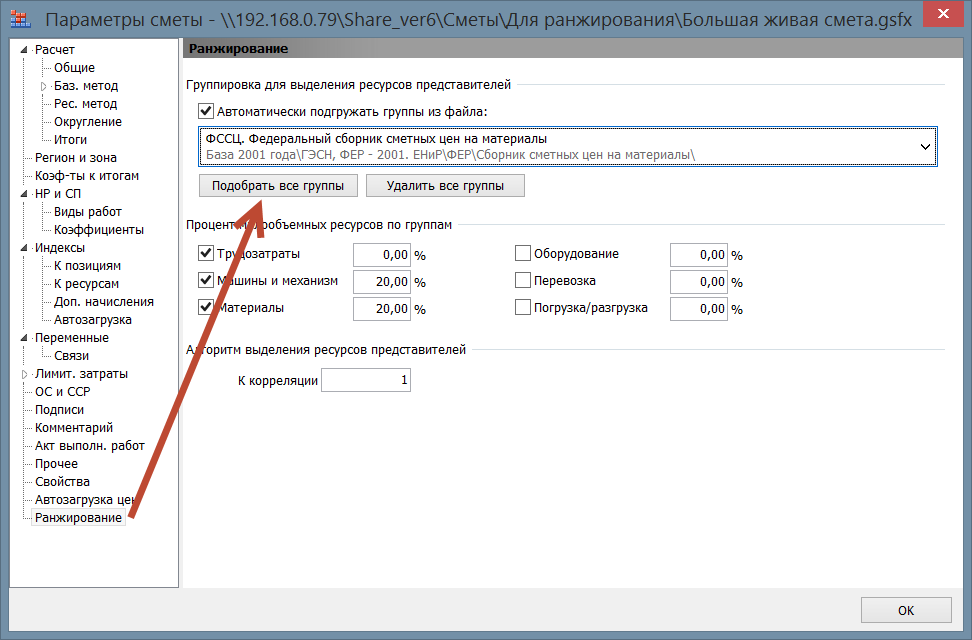 Параметры сметы - \\192.168.0.79\Share_ver6\Сметы\Для ранжирования\Большая живая смета.gsfx
Расчет
Общие
Баз. метод
Рес. метод
Округление
Итоги
Регион и зона
Коэф-ты к итогам
НР и СП
Виды работ
Коэффициенты
Индексы
К позициям
К ресурсам
Доп. начисления
Автозагрузка
Переменные
Связи
Лимит. затраты
ОС и ССР
Подписи
Комментарий
Акт выполн. работ
Прочее
Свойства
Автозагрузка цен
Ранжирование
Ранжирование
Группировка для выделения ресурсов представителей
Автоматически подгружать группы из файла:
ФССЦ. Федеральный сборник сметных цен на материалы
База 2001 года\ГЭСН, ФЕР - 2001. ЕНиР\ФЕР\Сборник сметных цен на материалы\
Подобрать все группы
Удалить все группы
ресурсов по группам
Трудозатраты 0,00 %
Оборудование 0,00 %
Машины и механизм 20,00 %
Перевозка 0,00 %
Материалы 20,00 %
Погрузка/разгрузка 0,00 %
Алгоритм выделения ресурсов представителей
К корреляции 1
ОК